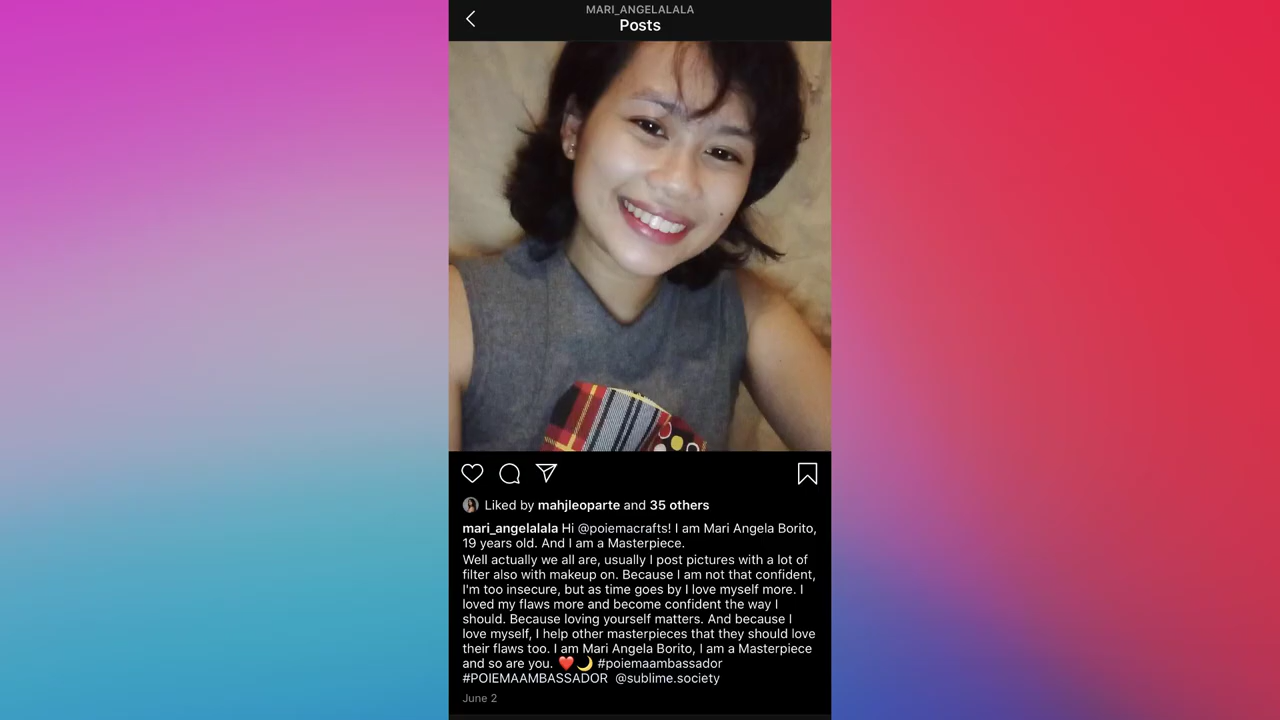 MARI_ANGELALALA
Posts
Liked by mahjleoparte and 35 others
mari_angelalala Hi @poiemacrafts! I am Mari Angela Borito,
19 years old. And I am a Masterpiece.
Well actually we all are, usually I post pictures with a lot of
filter also with makeup on. Because I am not that confident,
I'm too insecure, but as time goes by I love myself more. I
loved my flaws more and become confident the way I
should. Because loving yourself matters. And because I
love myself, I help other masterpieces that they should love
their flaws too. I am Mari Angela Borito, I am a Masterpiece
and so are you. ❤️🌙 #poiemaambassador
#POIEMAAMBASSADOR @sublime.society
June 2